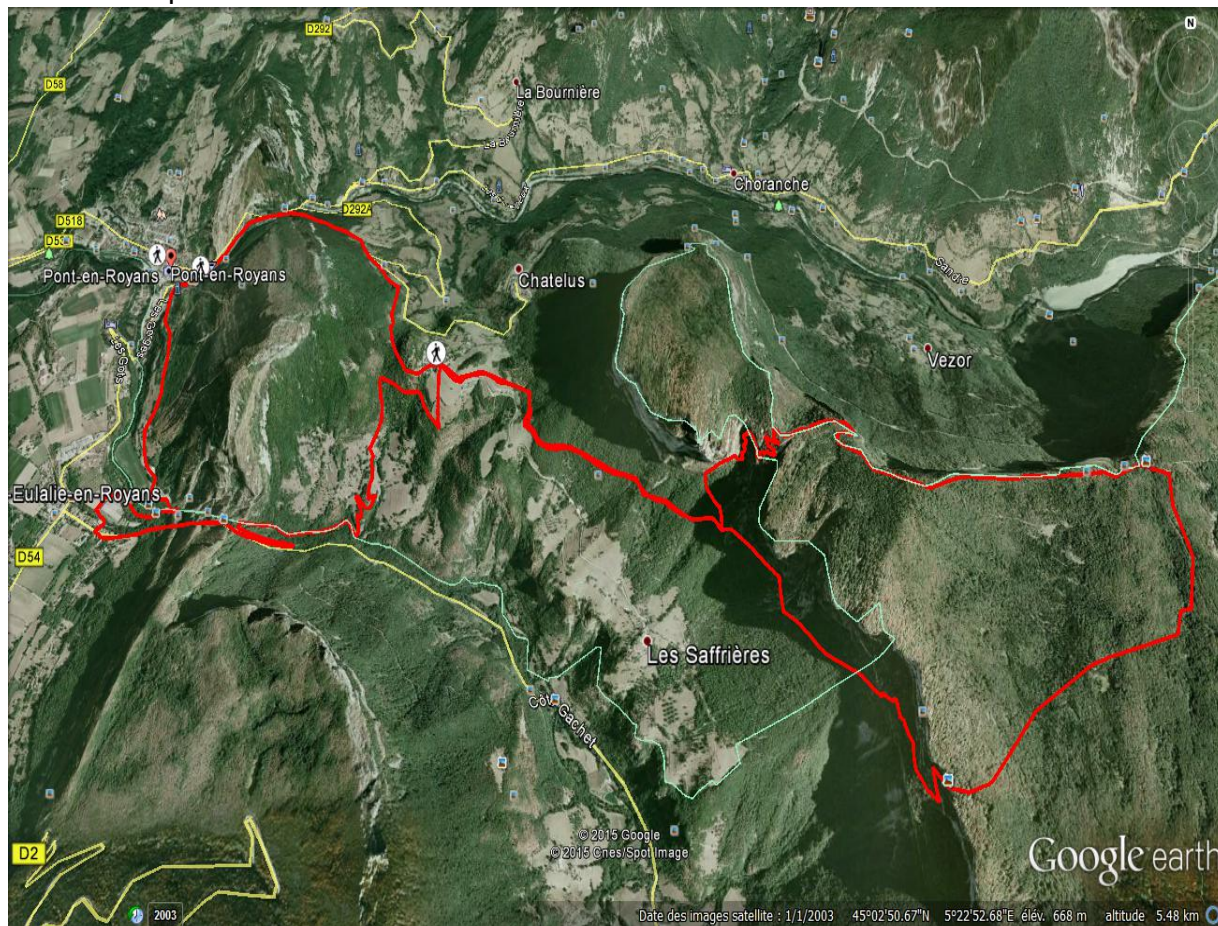 D292
La Bournière
D58
Choranche
D292A
D518
D53
Pont-en-Royans
Pont-en-Royans
Chatelus
Sandre
Vezor
-Eulalie-en-Royans
D54
Les Saffrières
Gachet
D2
© 2015 Google
© 2015 Cnes/Spot Image
Google earth
2003
Date des images satellite : 1/1/2003 45°02'50.67"N 5°22'52.68"E élév. 668 m altitude 5.48 km
N